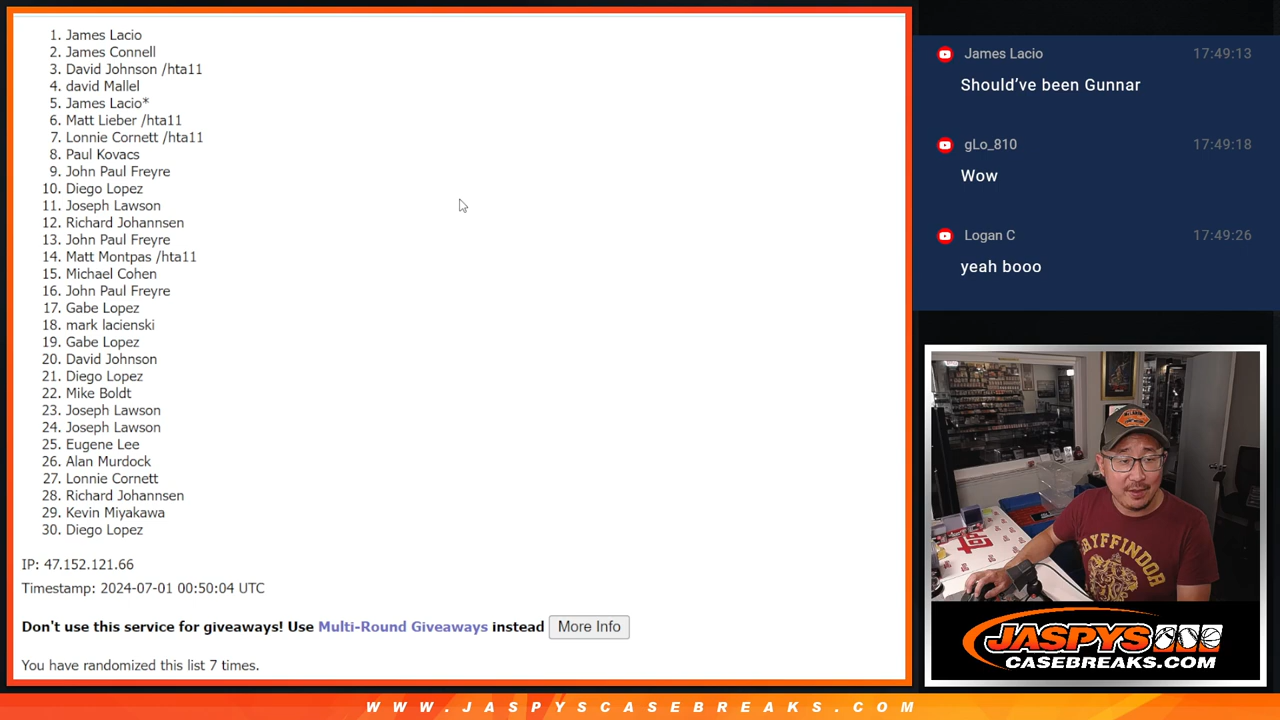 1. James Lacio
2. James Connell
3. David Johnson /hta11
4. david Mallel
5. James Lacio*
6. Matt Lieber /hta11
7. Lonnie Cornett /hta11
8. Paul Kovacs
9. John Paul Freyre
10. Diego Lopez
11. Joseph Lawson
12. Richard Johannsen
13. John Paul Freyre
14. Matt Montpas /hta11
15. Michael Cohen
16. John Paul Freyre
17. Gabe Lopez
18. mark lacienski
19. Gabe Lopez
20. David Johnson
21. Diego Lopez
22. Mike Boldt
23. Joseph Lawson
24. Joseph Lawson
25. Eugene Lee
26. Alan Murdock
27. Lonnie Cornett
28. Richard Johannsen
29. Kevin Miyakawa
30. Diego Lopez
IP: 47.152.121.66
Timestamp: 2024-07-01 00:50:04 UTC
Don't use this service for giveaways! Use Multi-Round Giveaways instead More Info
You have randomized this list 7 times.
James Lacio 17:49:13
Should’ve been Gunnar
gLo_810 17:49:18
Wow
Logan C 17:49:26
yeah booo
GRYFFINDOR
JASPYS
CASEBREAKS.COM
WWW.JASPYSCASEBREAKS.COM